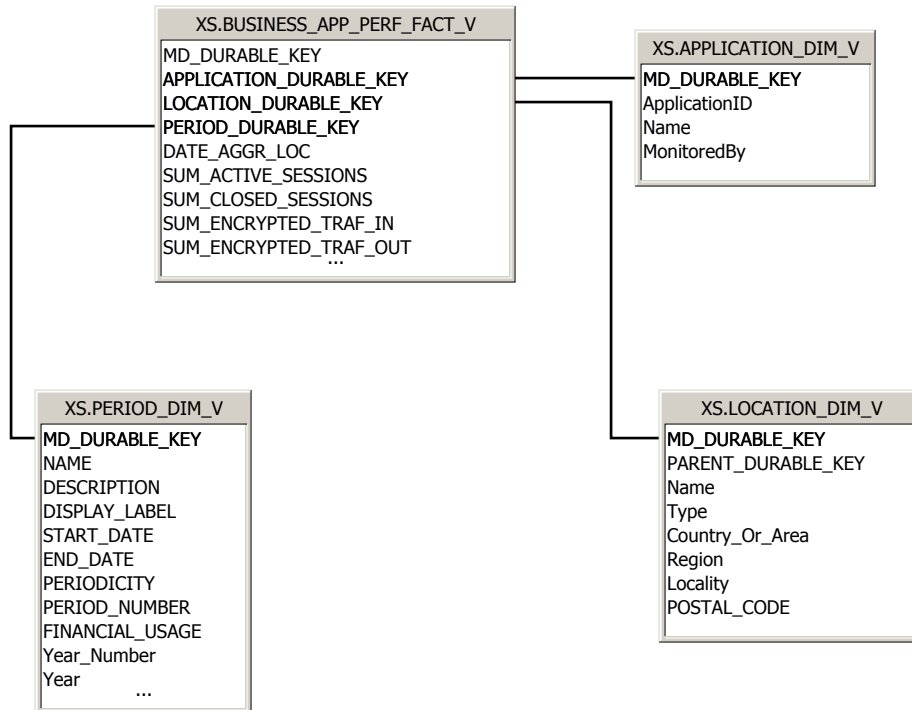 XS.BUSINESS_APP_PERF_FACT_V
MD_DURABLE_KEY
APPLICATION_DURABLE_KEY
LOCATION_DURABLE_KEY
PERIOD_DURABLE_KEY
DATE_AGGR_LOC
SUM_ACTIVE_SESSIONS
SUM_CLOSED_SESSIONS
SUM_ENCRYPTED_TRAF_IN
SUM_ENCRYPTED_TRAF_OUT
...
XS.APPLICATION_DIM_V
MD_DURABLE_KEY
ApplicationID
Name
MonitoredBy
XS.PERIOD_DIM_V
MD_DURABLE_KEY
NAME
DESCRIPTION
DISPLAY_LABEL
START_DATE
END_DATE
PERIODICITY
PERIOD_NUMBER
FINANCIAL_USAGE
Year_Number
Year
...
XS.LOCATION_DIM_V
MD_DURABLE_KEY
PARENT_DURABLE_KEY
Name
Type
Country_Or_Area
Region
Locality
POSTAL_CODE